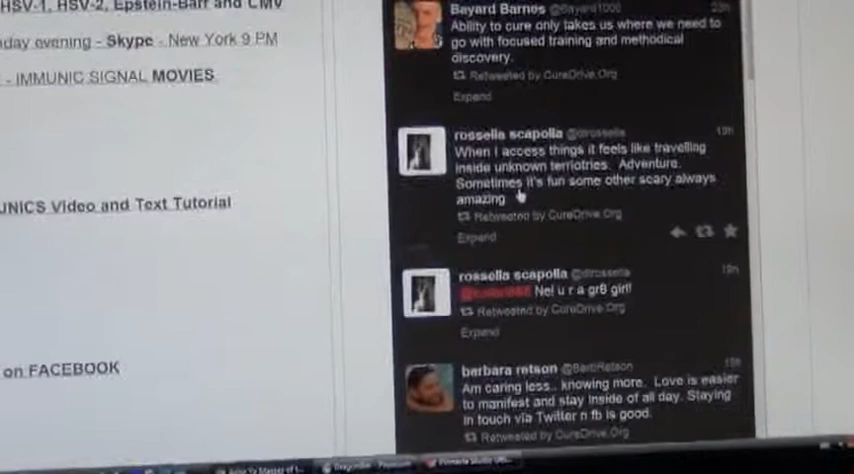 HSV-1, HSV-2, Epstein-Barr and CMV
day evening - Skype - New York 9 PM
- IMMUNIC SIGNAL MOVIES
UNICS Video and Text Tutorial
on FACEBOOK
Bayard Barnes
Ability to cure only takes us where we need to
go with focused training and methodical
discovery.
Retweeted by CureDrive.Org
Expand
rossella scapolla @dirossella 19h
When I access things it feels like travelling
inside unknown terriotries. Adventure.
Sometimes it's fun some other scary always
amazing
Retweeted by CureDrive.Org
Expand
rossella scapolla @dirossella 19h
Ne! u r a gr8 girl!
Retweeted by CureDrive.Org
Expand
barbara retson @BarbRetson
Am caring less.. knowing more. Love is easier
to manifest and stay inside of all day. Staying
in touch via Twitter n fb is good.
Retweeted by CureDrive.Org